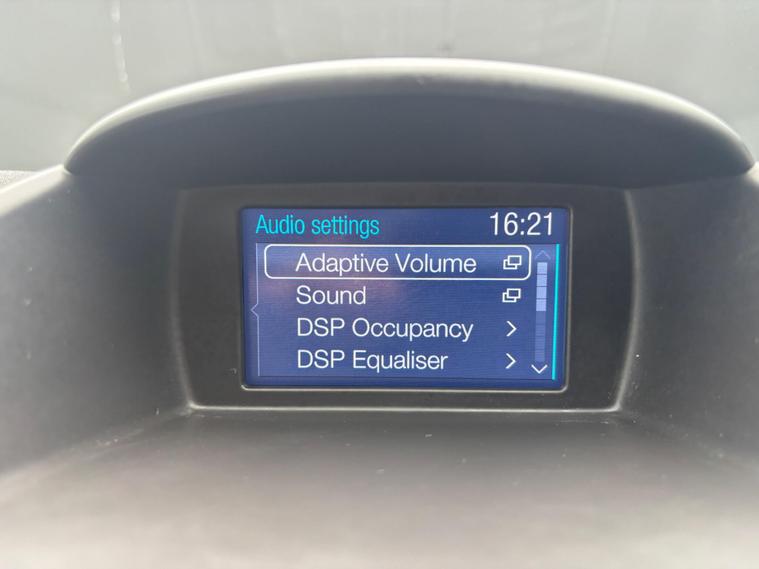 Audio settings 16:21
Adaptive Volume
Sound
DSP Occupancy
DSP Equaliser